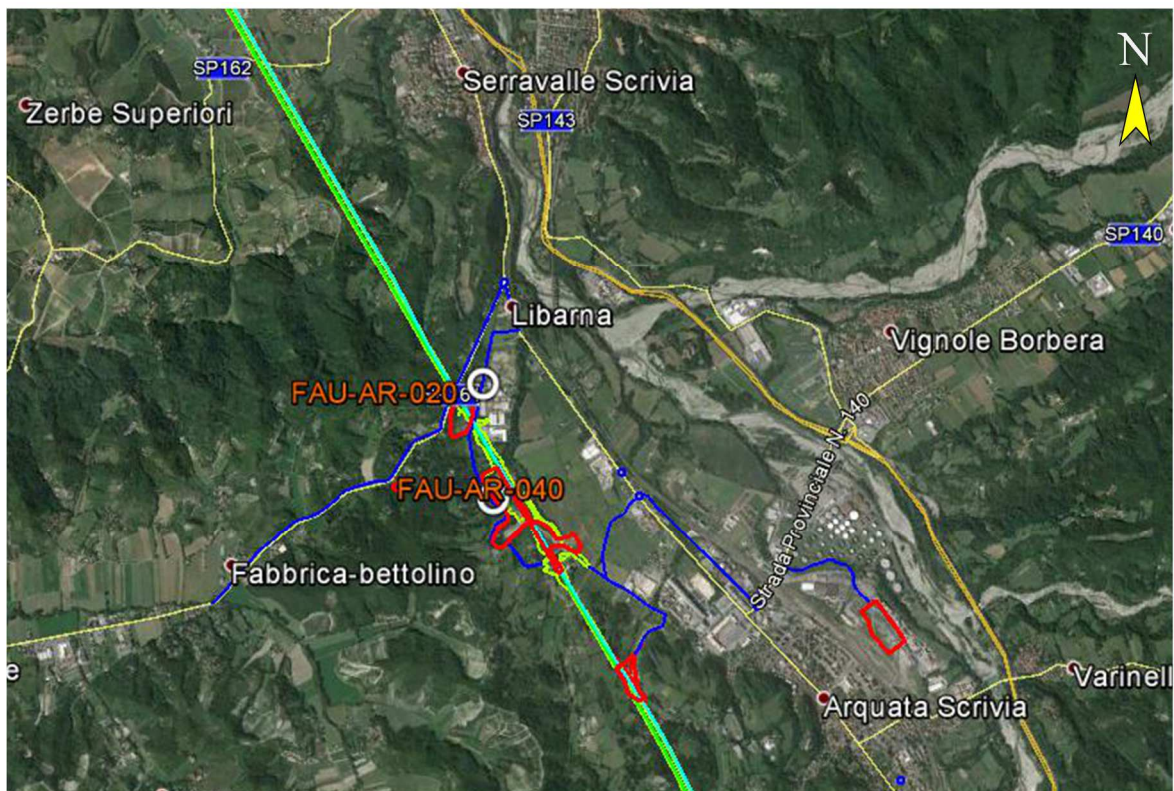 N
SP162
Serravalle Scrivia
Zerbe Superiori
SP143
SP140
Libarna
Vignole Borbera
FAU-AR-020
FAU-AR-040
Strada Provinciale N. 140
Fabbrica-bettolino
e
Varinell
Arquata Scrivia